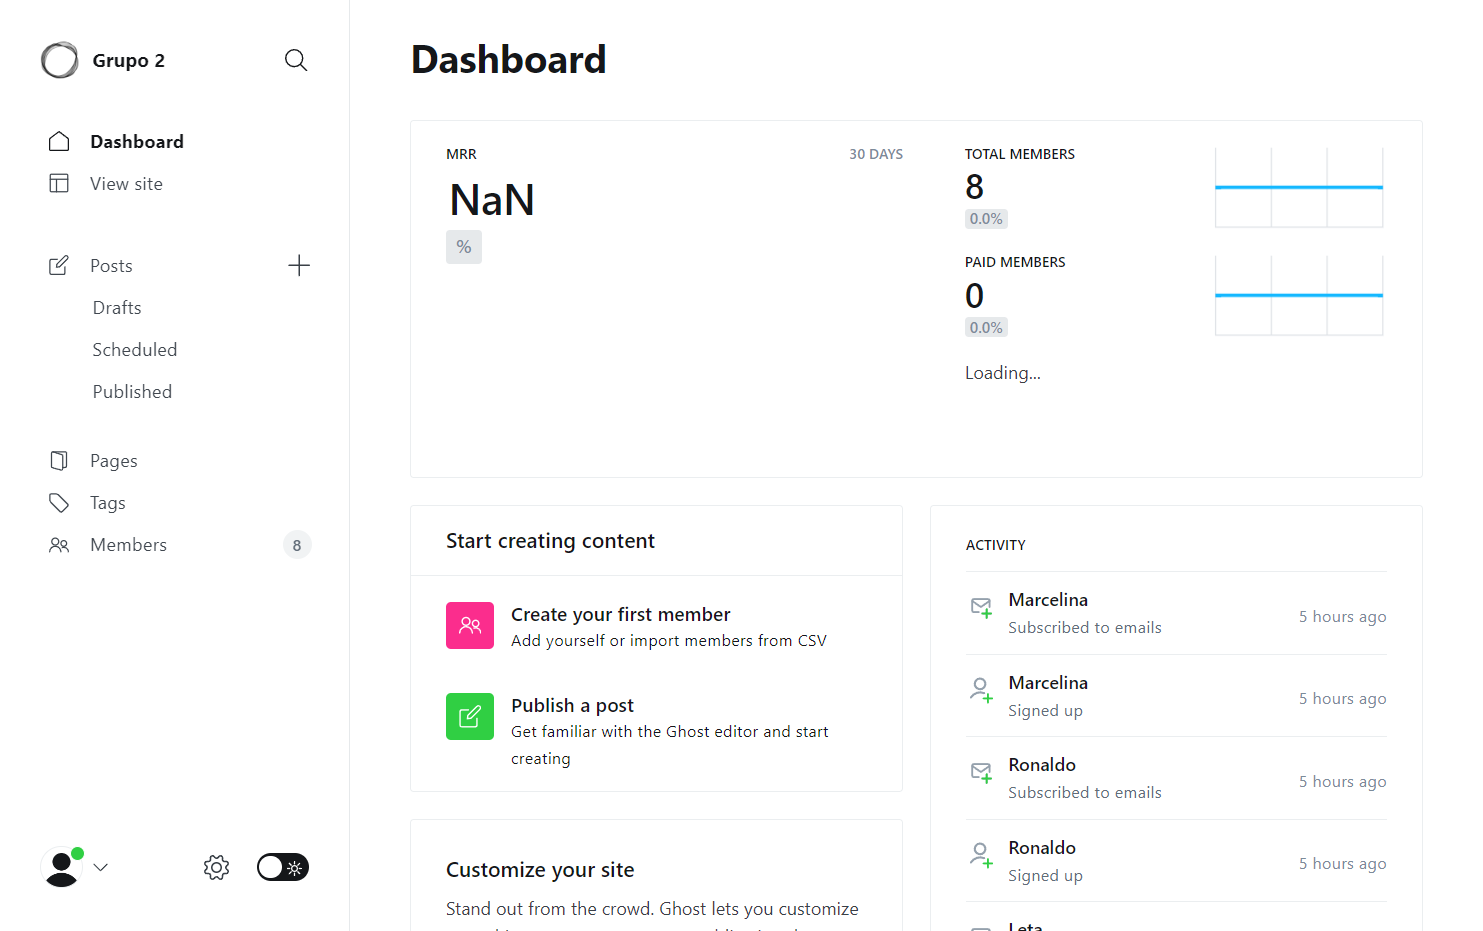 Grupo 2
Dashboard
View site
Posts
Drafts
Scheduled
Published
Pages
Tags
Members
8
Dashboard
MRR
30 DAYS
NaN
%
TOTAL MEMBERS
8
0.0%
PAID MEMBERS
0
0.0%
Loading...
Start creating content
Create your first member
Add yourself or import members from CSV
Publish a post
Get familiar with the Ghost editor and start
creating
Customize your site
Stand out from the crowd. Ghost lets you customize
ACTIVITY
Marcelina
Subscribed to emails
5 hours ago
Marcelina
Signed up
5 hours ago
Ronaldo
Subscribed to emails
5 hours ago
Ronaldo
Signed up
5 hours ago
Leta